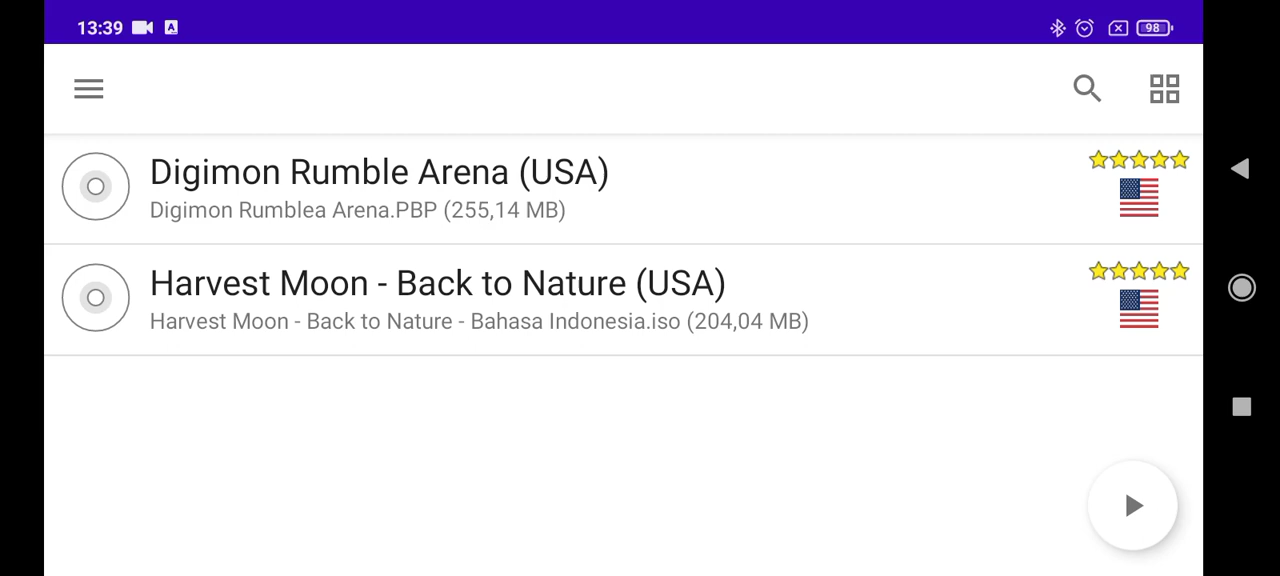 13:39
98
Digimon Rumble Arena (USA)
Digimon Rumblea Arena.PBP (255,14 MB)
Harvest Moon - Back to Nature (USA)
Harvest Moon - Back to Nature - Bahasa Indonesia.iso (204,04 MB)